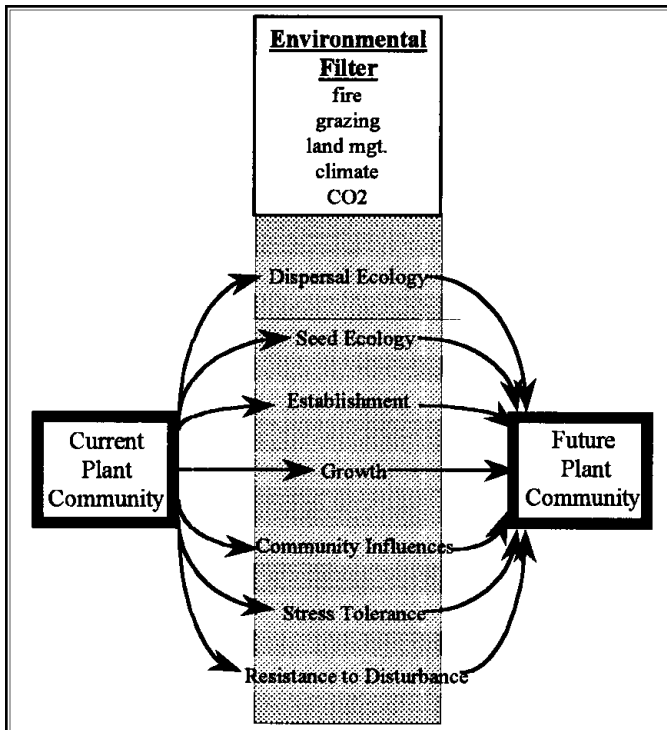 Environmental
Filter
fire
grazing
land mgt.
climate
CO2
Dispersal Ecology
Seed Ecology
Establishment
Current
Plant
Community
Growth
Future
Plant
Community
Community Influences
Stress Tolerance
Resistance to Disturbance